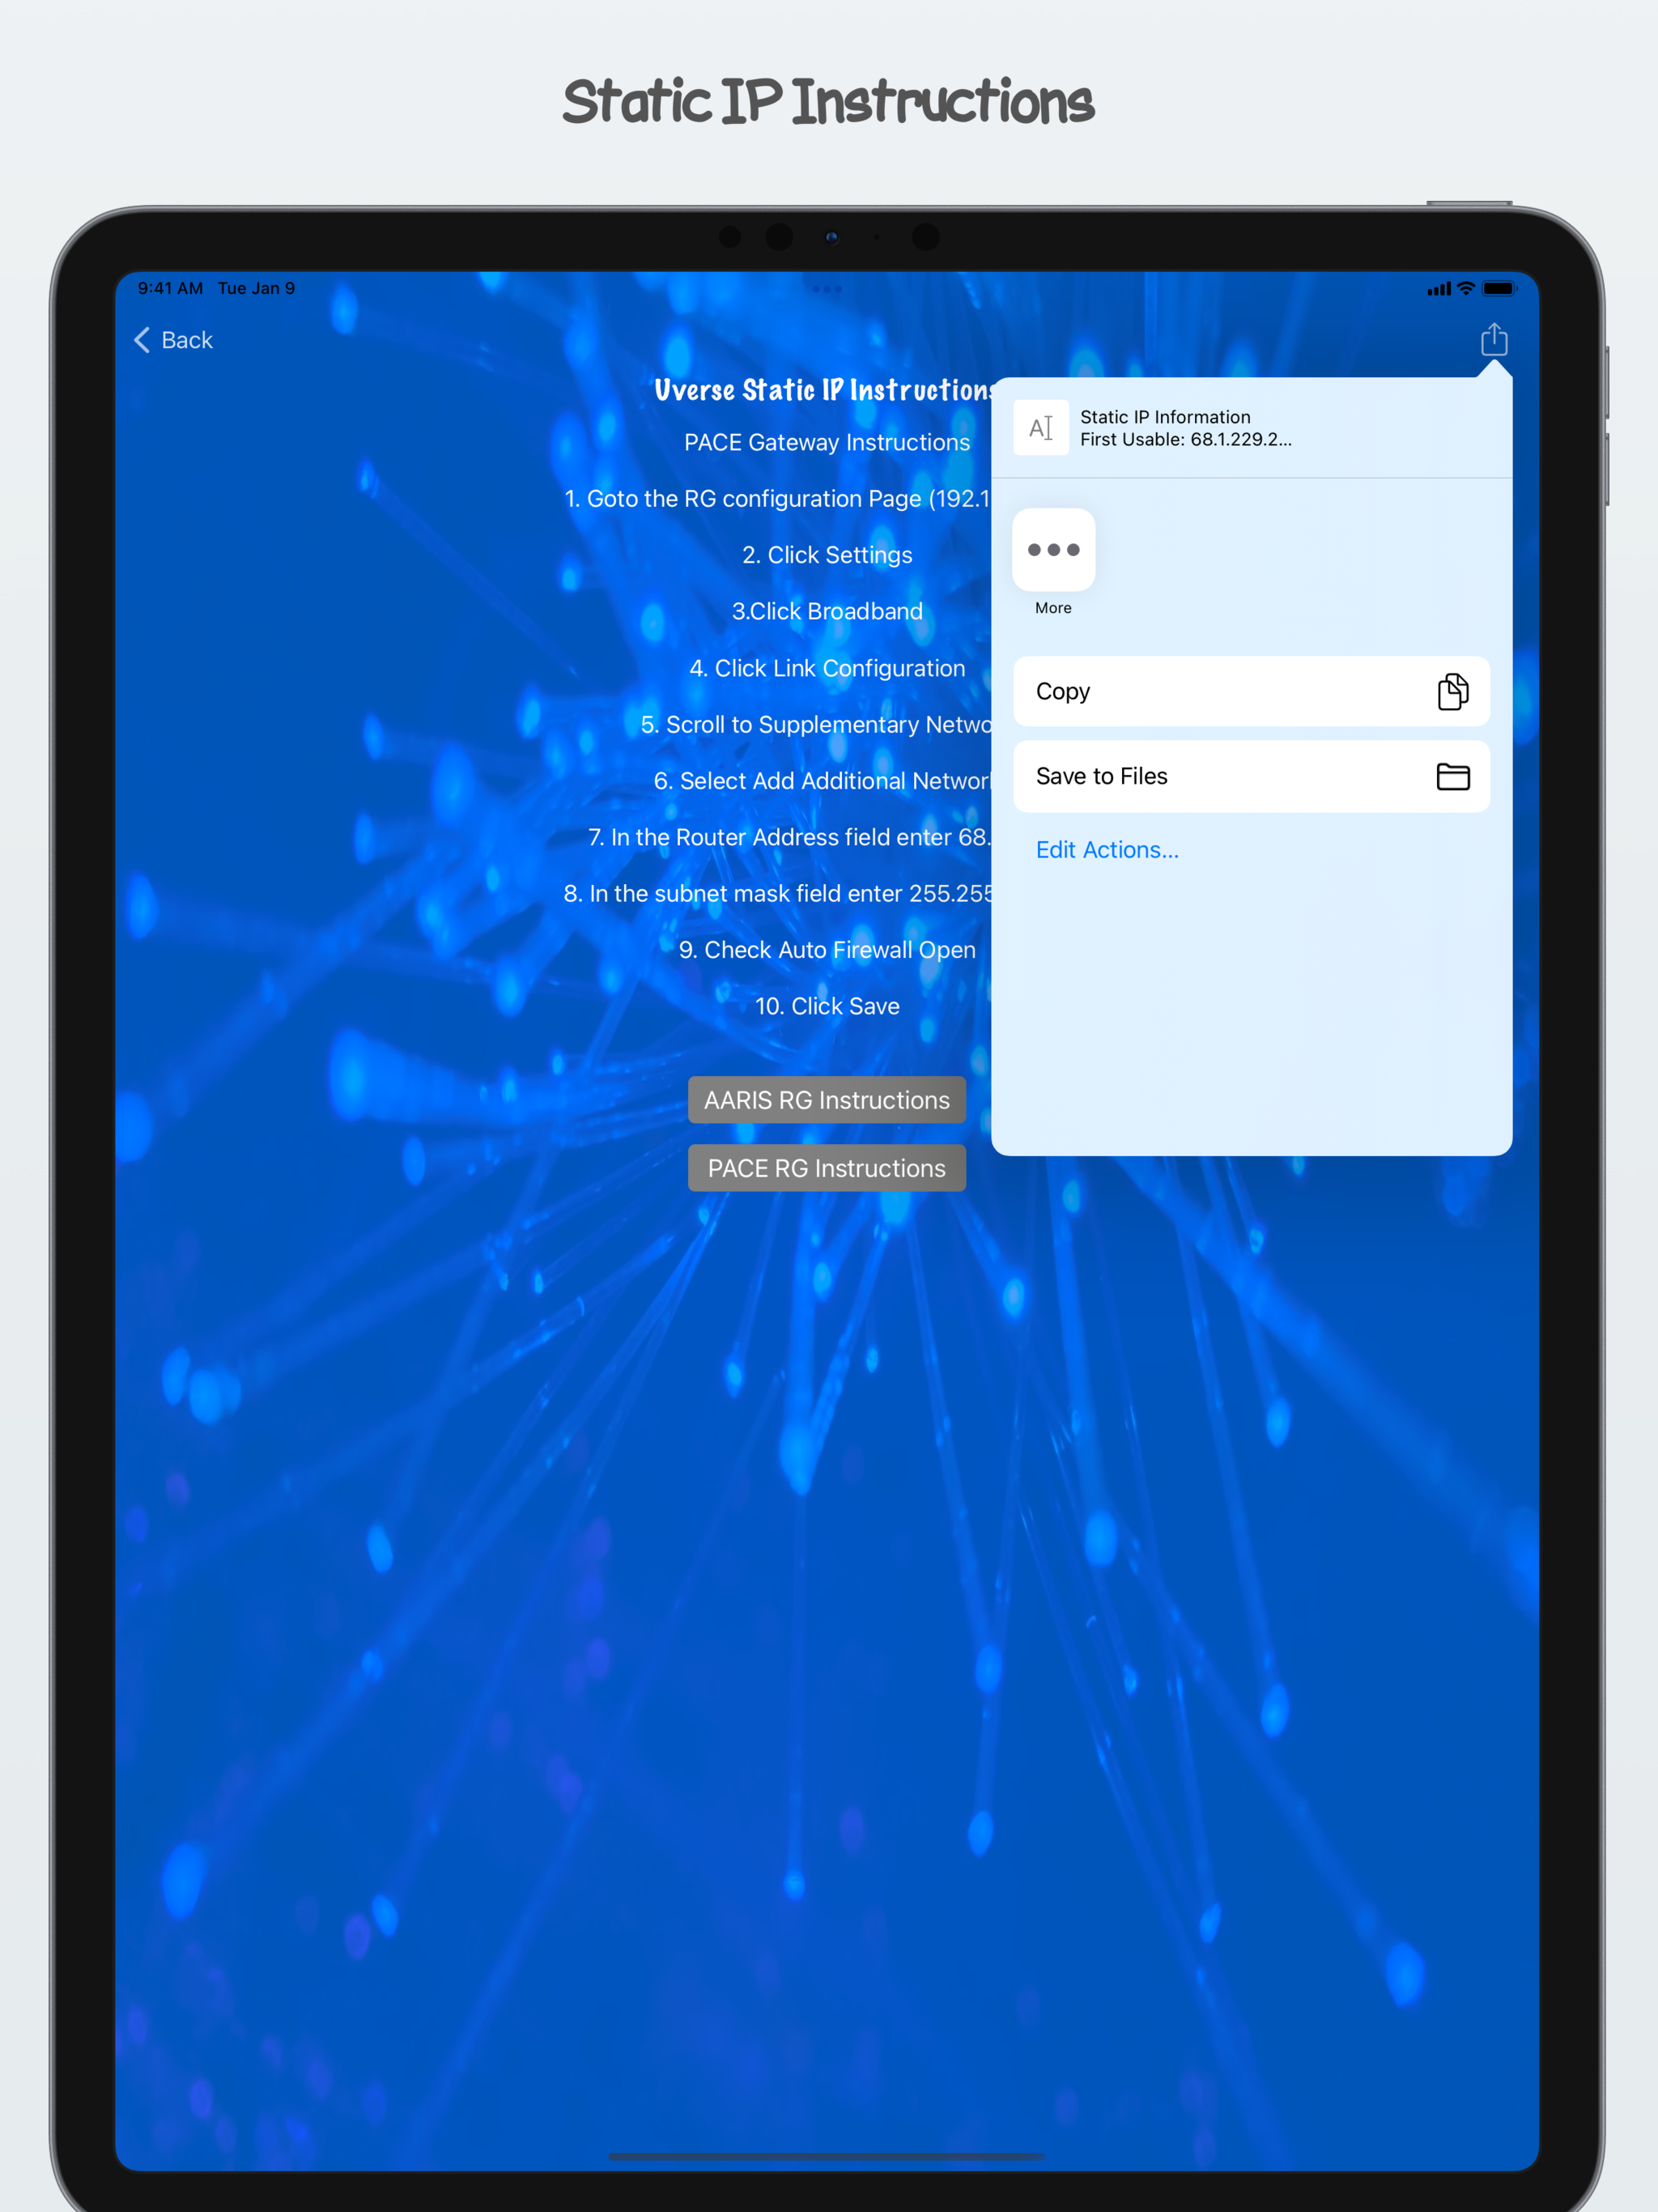 Static IP Instructions
9:41 AM Tue Jan 9
Back
Uverse Static IP Instructions
PACE Gateway Instructions
1. Goto the RG configuration Page (192.1
2. Click Settings
3.Click Broadband
4. Click Link Configuration
5. Scroll to Supplementary Netwo
6. Select Add Additional Network
7. In the Router Address field enter 68.
8. In the subnet mask field enter 255.255
9. Check Auto Firewall Open
10. Click Save
AARIS RG Instructions
PACE RG Instructions
A
Static IP Information
First Usable: 68.1.229.2...
More
Copy
Save to Files
Edit Actions...